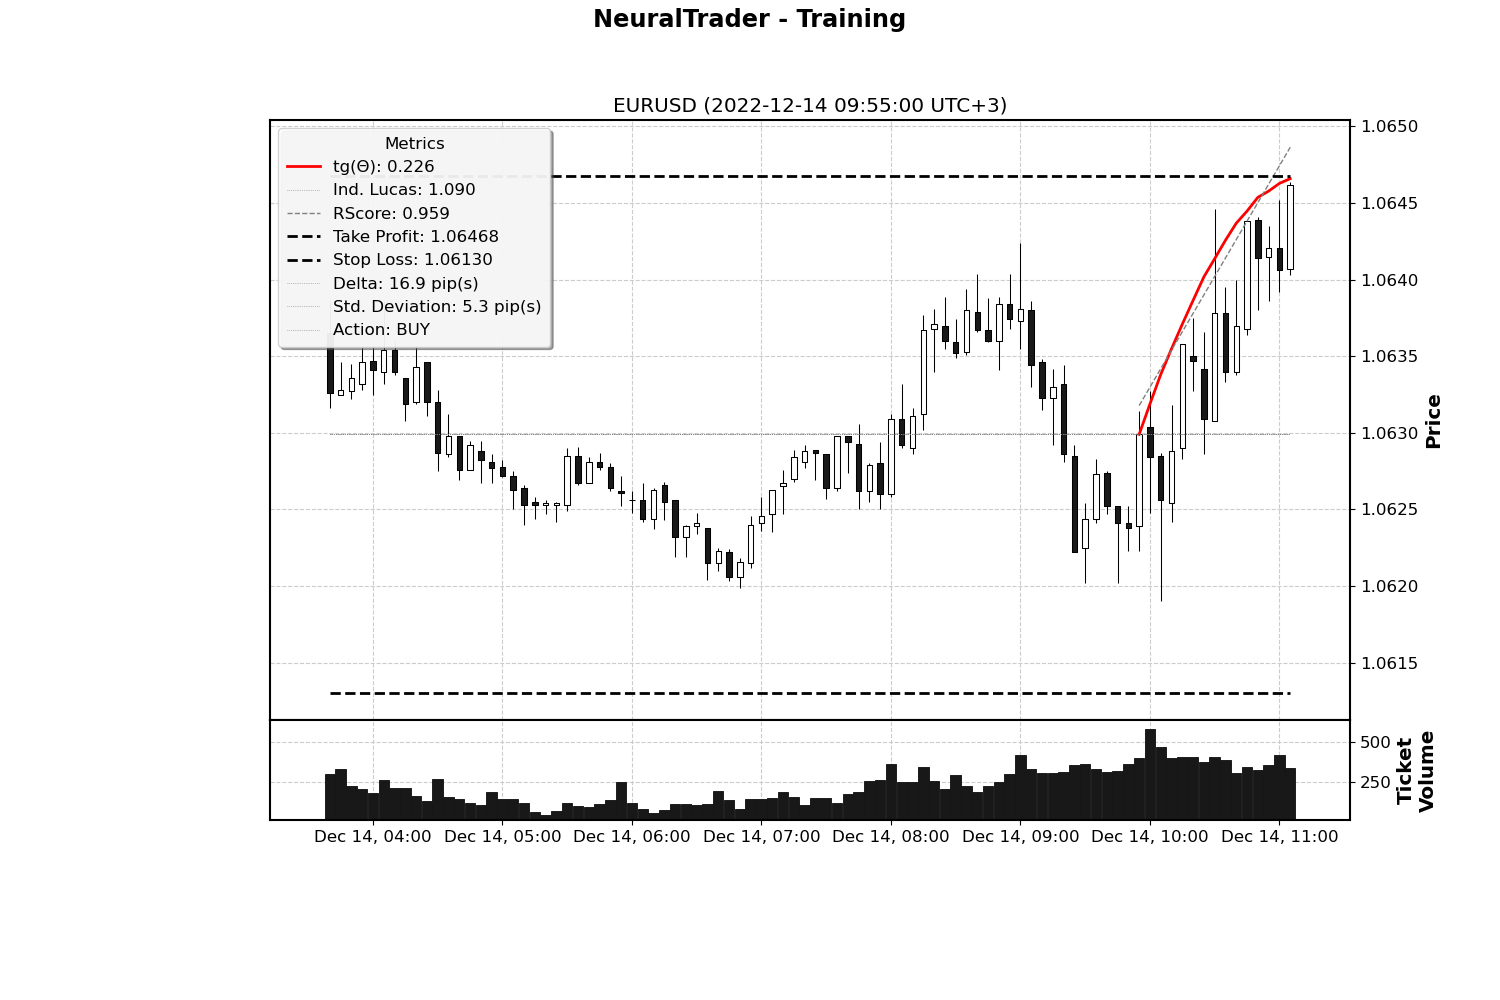 NeuralTrader - Training
EURUSD (2022-12-14 09:55:00 UTC+3)
Metrics
tg(Θ): 0.226
Ind. Lucas: 1.090
RScore: 0.959
Take Profit: 1.06468
Stop Loss: 1.06130
Delta: 16.9 pip(s)
Std. Deviation: 5.3 pip(s)
Action: BUY
1.0650
1.0645
1.0640
1.0635
1.0630
1.0625
1.0620
1.0615
Price
500
250
Ticket
Volume
Dec 14, 04:00
Dec 14, 05:00
Dec 14, 06:00
Dec 14, 07:00
Dec 14, 08:00
Dec 14, 09:00
Dec 14, 10:00
Dec 14, 11:00